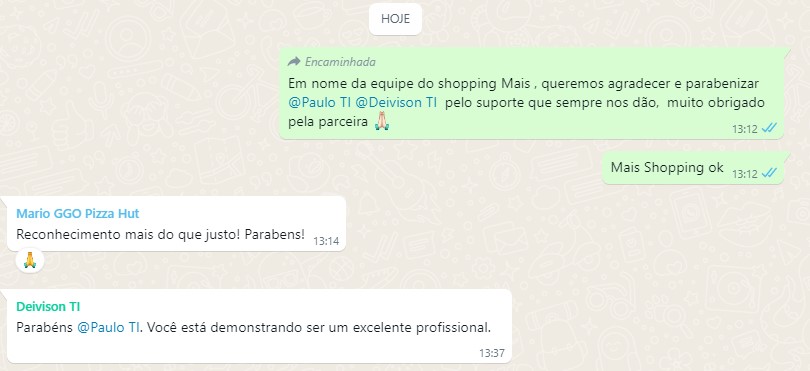 HOJE
Encaminhada
Em nome da equipe do shopping Mais , queremos agradecer e parabenizar
@Paulo TI @Deivison TI pelo suporte que sempre nos dão, muito obrigado
pela parceira 🙏🏻
13:12
Mais Shopping ok 13:12
Mario GGO Pizza Hut
Reconhecimento mais do que justo! Parabens! 13:14
🙏
Deivison TI
Parabéns @Paulo TI. Você está demonstrando ser um excelente profissional.
13:37